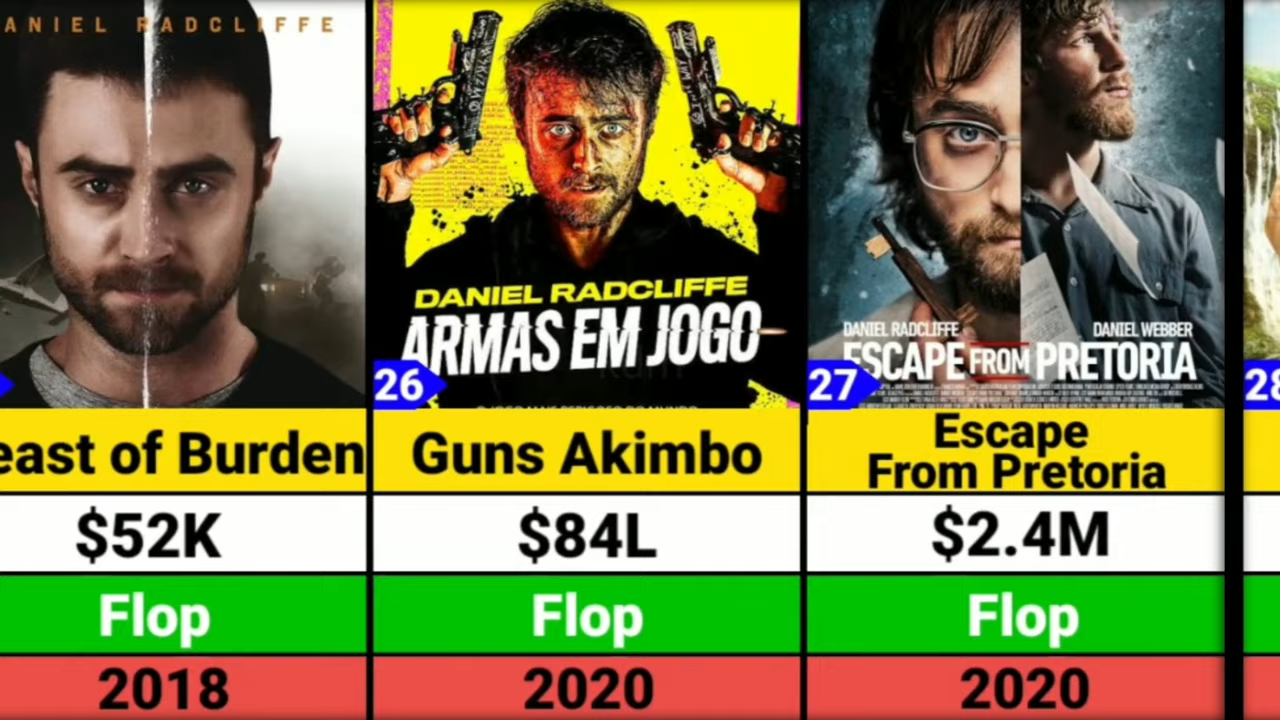 ANIEL RADCLIFFE
DANIEL RADCLIFFE
ARMAS EM JOGO
DANIEL RADCLIFFE
DANIEL WEBBER
ESCAPE FROM PRETORIA
26
27
28
east of Burden
Guns Akimbo
Escape
From Pretoria
$52K
$84L
$2.4M
Flop
Flop
Flop
2018
2020
2020